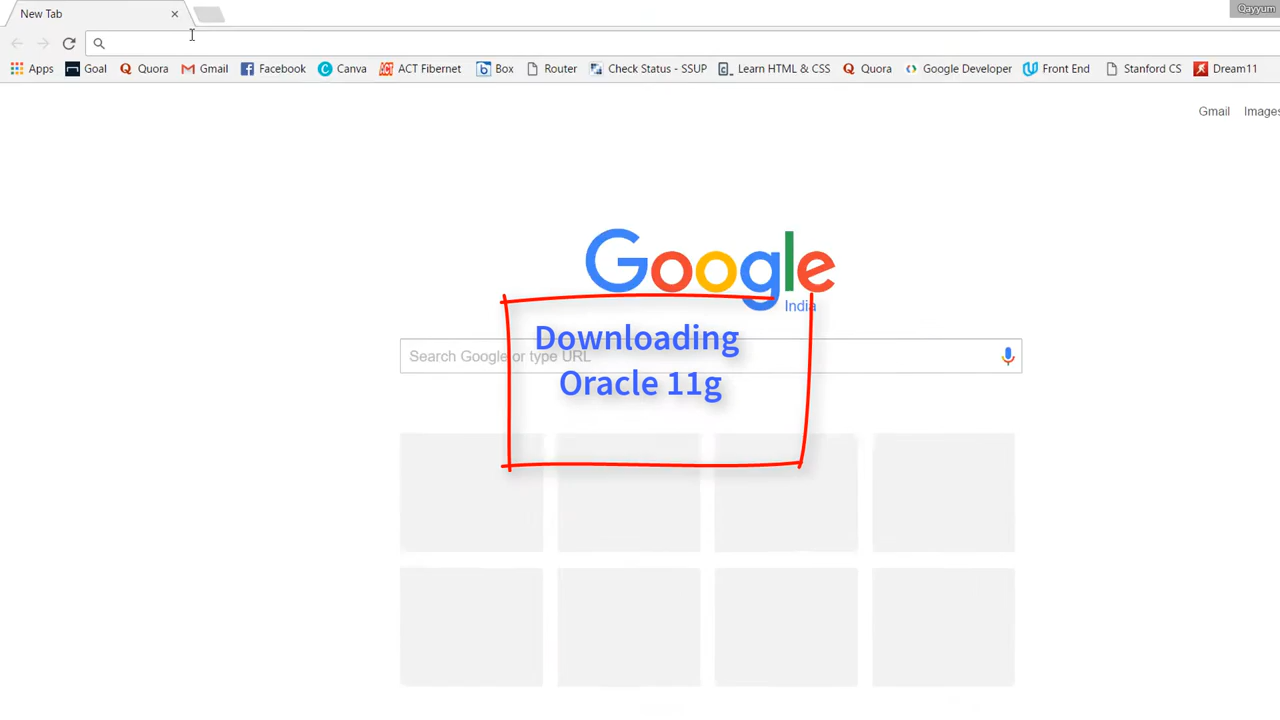 New Tab
Qayyum
Apps Goal Quora Gmail Facebook Canva ACT Fibernet Box Router Check Status - SSUP Learn HTML & CSS Quora Google Developer Front End Stanford CS Dream11
Gmail Images
Google
India
Downloading
Search Google or type URL
Oracle 11g